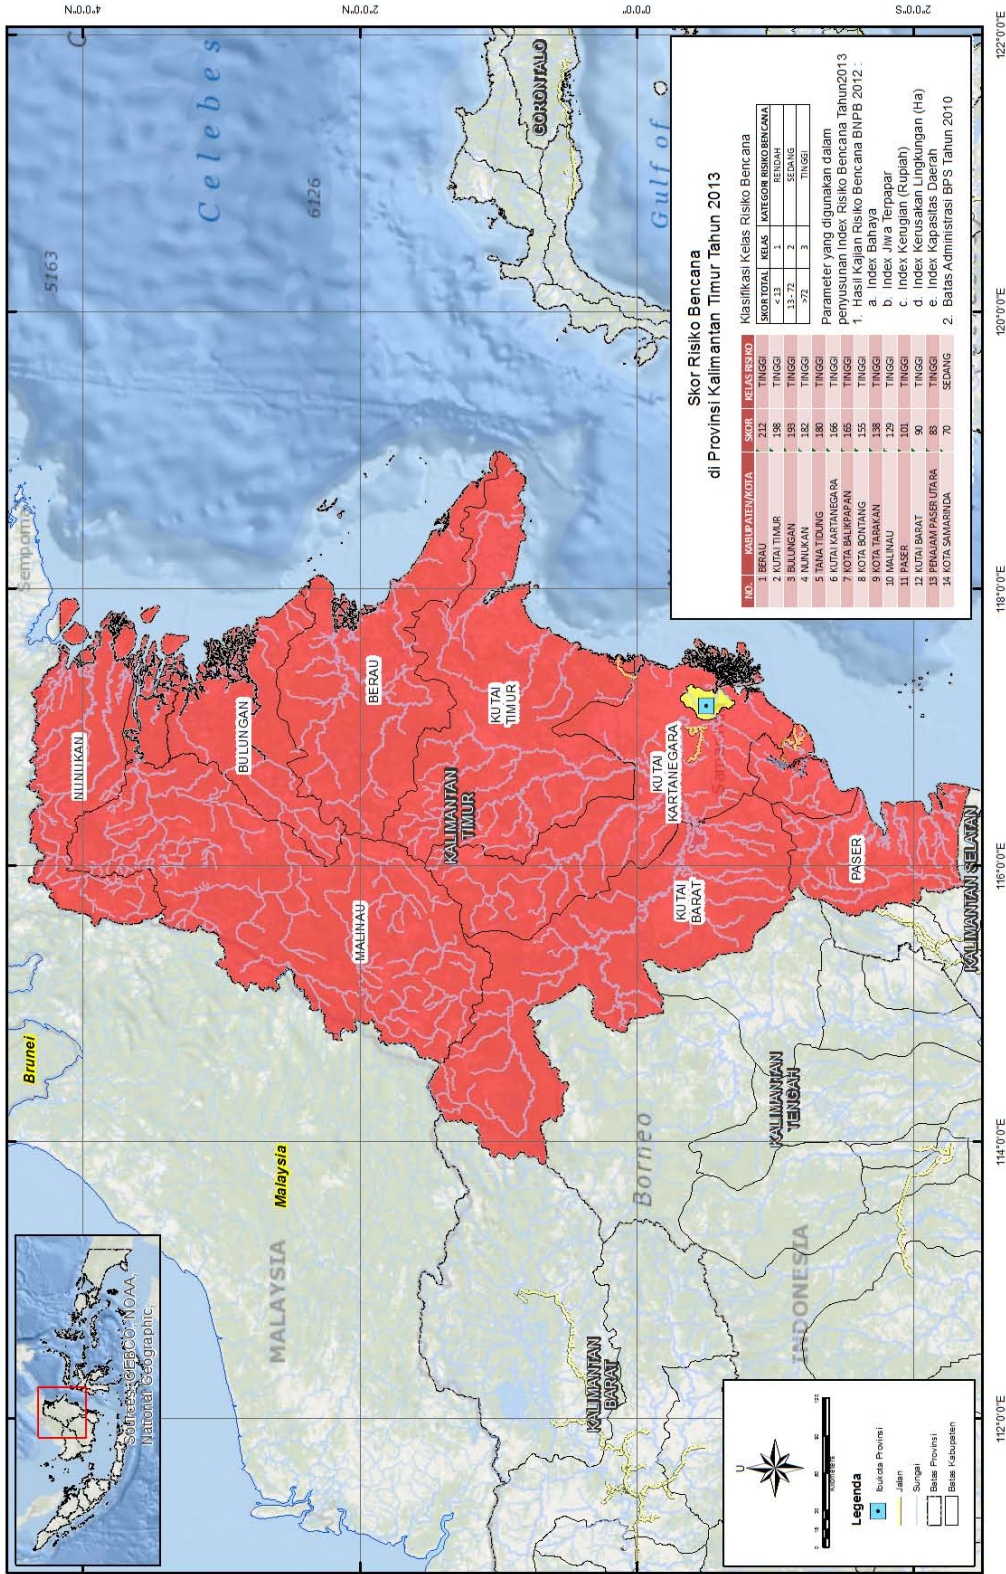 Skor Risiko Bencana
di Provinsi Kalimantan Timur Tahun 2013
NO. KABUPATEN/KOTA SKOR KELAS RISIKO
1 BERAU 212 TINGGI
2 KUTAI TIMUR 198 TINGGI
3 BULUNGAN 193 TINGGI
4 NUNUKAN 182 TINGGI
5 TANA TIDUNG 180 TINGGI
6 KUTAI KARTANEGARA 166 TINGGI
7 KOTA BALIKPAPAN 165 TINGGI
8 KOTA BONTANG 155 TINGGI
9 KOTA TARAKAN 138 TINGGI
10 MALINAU 129 TINGGI
11 PASER 101 TINGGI
12 KUTAI BARAT 90 TINGGI
13 PENAJAM PASER UTARA 83 TINGGI
14 KOTA SAMARINDA 70 SEDANG
Klasifikasi Kelas Risiko Bencana
SKOR TOTAL KELAS KATEGORI RISIKO BENCANA
< 13 1 RENDAH
13 - 72 2 SEDANG
>72 3 TINGGI
Parameter yang digunakan dalam
penyusunan Index Risiko Bencana Tahun2013
1. Hasil Kajian Risiko Bencana BNPB 2012 :
a. Index Bahaya
b. Index Jiwa Terpapar
c. Index Kerugian (Rupiah)
d. Index Kerusakan Lingkungan (Ha)
e. Index Kapasitas Daerah
2. Batas Administrasi BPS Tahun 2010
Sources: GEBCO, NOAA,
National Geographic,
Brunei
Malaysia
MALAYSIA
Borneo
INDONESIA
KALIMANTAN
BARAT
KALIMANTAN
TENGAH
KALIMANTAN SELATAN
KALIMANTAN
TIMUR
NUNUKAN
BULUNGAN
BERAU
MALINAU
KUTAI
TIMUR
KUTAI
KARTANEGARA
KUTAI
BARAT
PASER
Semporna
Celebes
5163
6126
GORONTALO
Gulf of
U
Kilometers
Legenda
Ibukota Provinsi
Jalan
Sungai
Batas Provinsi
Batas Kabupaten
112°0'0"E
114°0'0"E
116°0'0"E
118°0'0"E
120°0'0"E
122°0'0"E
4°0'0"N
2°0'0"N
0°0'0"
2°0'0"S